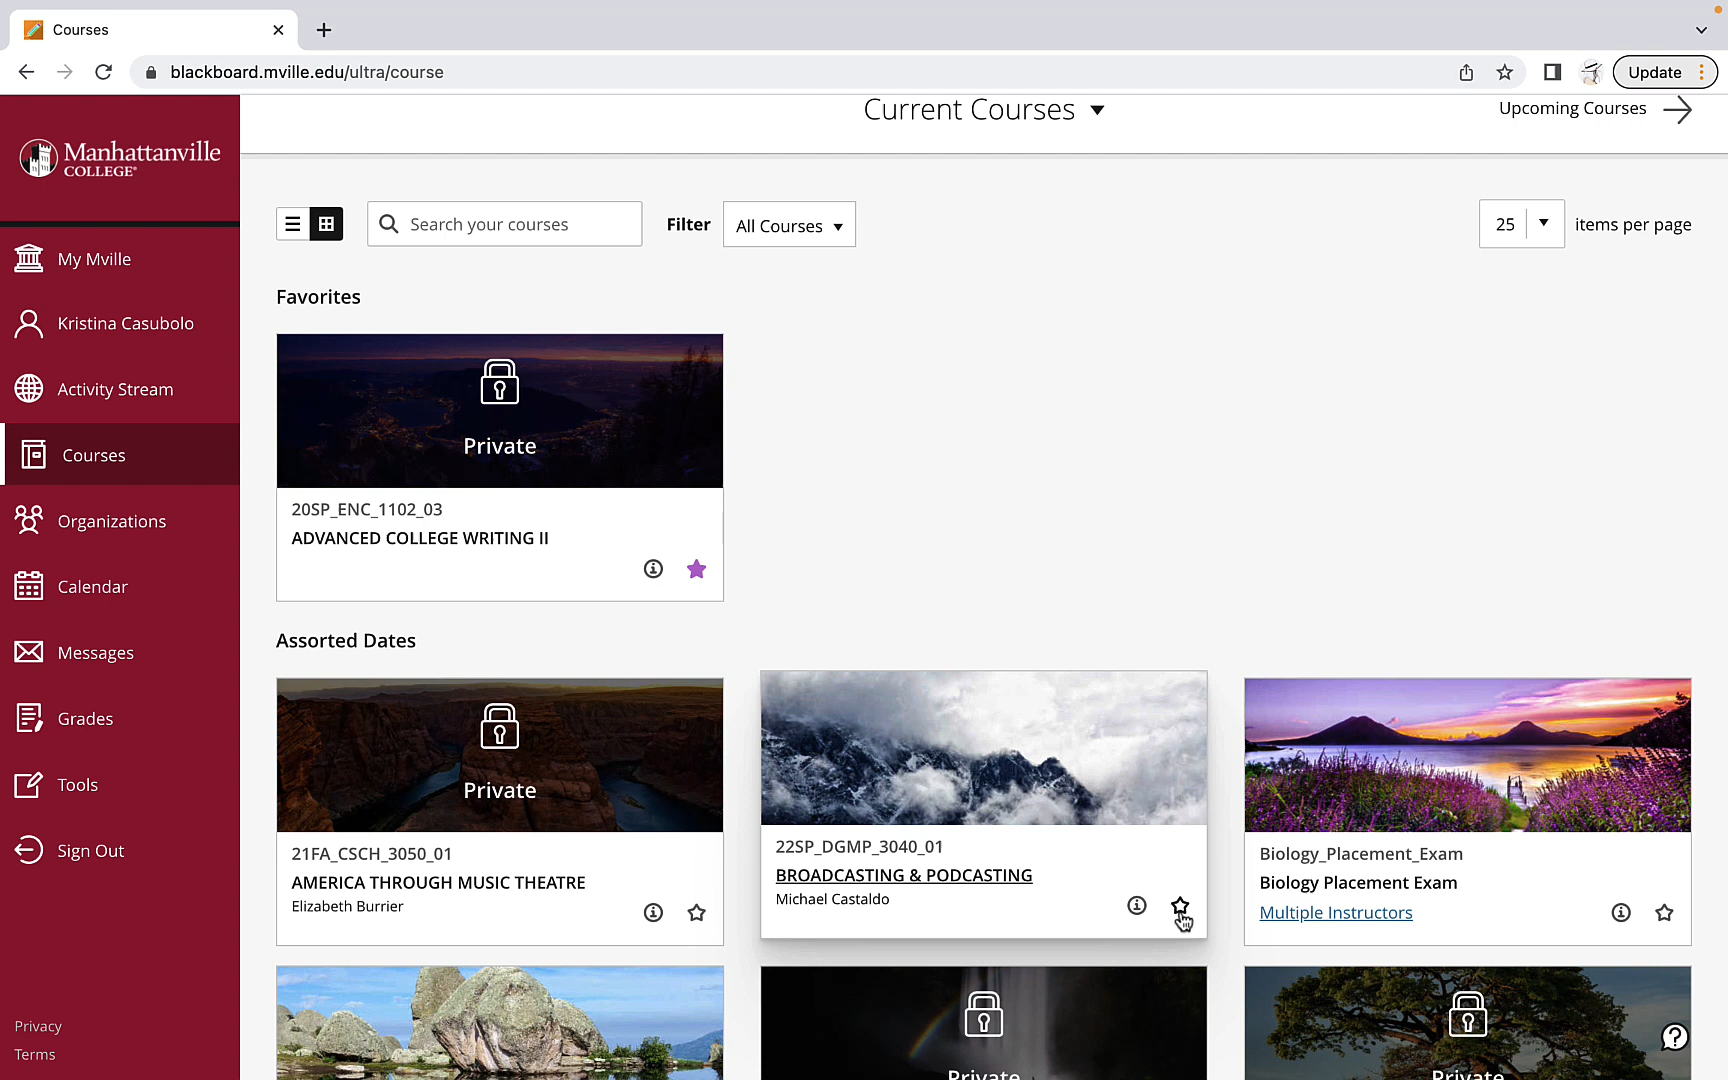 Courses
blackboard.mville.edu/ultra/course
Update
Manhattanville
COLLEGE
My Mville
Kristina Casubolo
Activity Stream
Courses
Organizations
Calendar
Messages
Grades
Tools
Sign Out
Privacy
Terms
Current Courses
Upcoming Courses
Search your courses
Filter
All Courses
25
items per page
Favorites
Private
20SP_ENC_1102_03
ADVANCED COLLEGE WRITING II
Assorted Dates
Private
21FA_CSCH_3050_01
AMERICA THROUGH MUSIC THEATRE
Elizabeth Burrier
22SP_DGMP_3040_01
BROADCASTING & PODCASTING
Michael Castaldo
Biology_Placement_Exam
Biology Placement Exam
Multiple Instructors
Private
Private